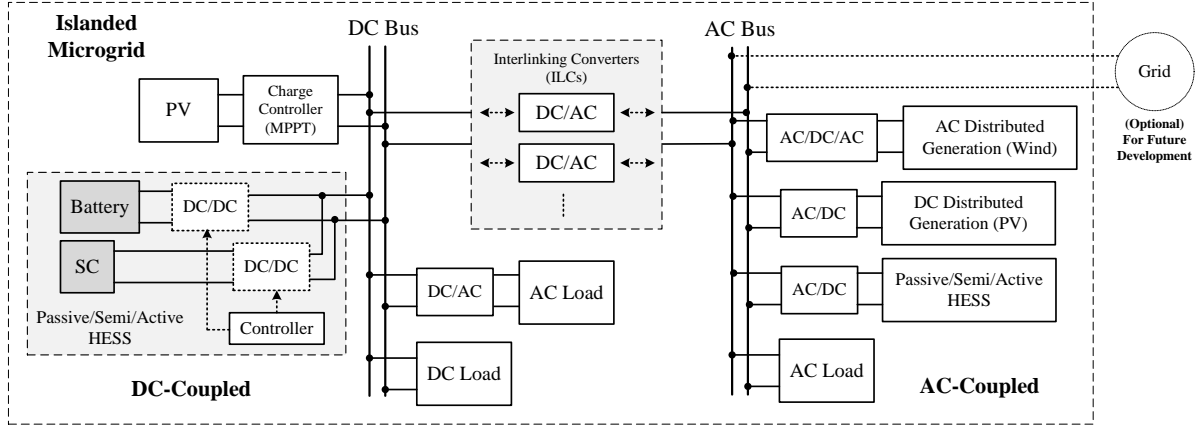 Islanded
Microgrid
DC Bus
AC Bus
PV
Charge
Controller
(MPPT)
Interlinking Converters
(ILCs)
DC/AC
DC/AC
Grid
(Optional)
For Future
Development
AC/DC/AC
AC Distributed
Generation (Wind)
Battery
DC/DC
SC
DC/DC
Controller
Passive/Semi/Active
HESS
AC/DC
DC Distributed
Generation (PV)
DC/AC
AC Load
AC/DC
Passive/Semi/Active
HESS
DC Load
AC Load
DC-Coupled
AC-Coupled